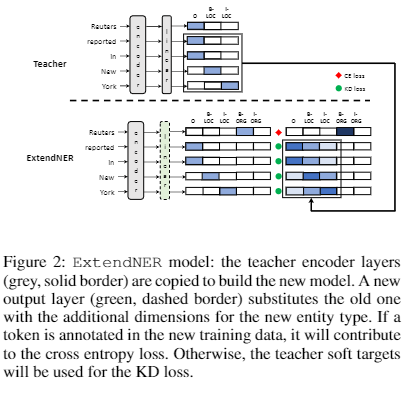 B- I-
O LOC LOC
Reuters
reported
In
New
York
encoder
linear
Teacher
CE loss
KD loss
B- I- B- I-
O LOC LOC ORG ORG
B- I- B- I-
O LOC LOC ORG ORG
Reuters
reported
In
New
York
encoder
linear
ExtendNER
Figure 2: ExtendNER model: the teacher encoder layers
(grey, solid border) are copied to build the new model. A new
output layer (green, dashed border) substitutes the old one
with the additional dimensions for the new entity type. If a
token is annotated in the new training data, it will contribute
to the cross entropy loss. Otherwise, the teacher soft targets
will be used for the KD loss.